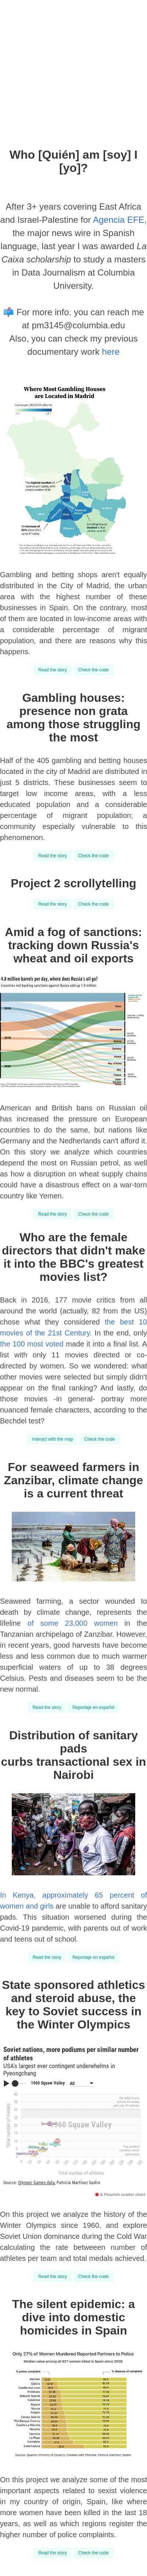 Who [Quién] am [soy] I
[yo]?
After 3+ years covering East Africa
and Israel-Palestine for Agencia EFE,
the major news wire in Spanish
language, last year I was awarded La
Caixa scholarship to study a masters
in Data Journalism at Columbia
University.
📫 For more info. you can reach me
at pm3145@columbia.edu
Also, you can check my previous
documentary work here
Where Most Gambling Houses
are Located in Madrid
Gambling and betting shops aren't equally
distributed in the City of Madrid, the center
area with the highest number of these
businesses in Spain. On the contrary, most
of them are located in low-income areas with
a considerable percentage of migrant
population, and there are reasons why this
happens.
Read the story Check the code
Gambling houses:
presence non grata
among those struggling
the most
Half of the 405 gambling and betting houses
located in the city of Madrid are distributed in
just 5 districts. These businesses seem to
target low income areas, with a less
educated population and a considerable
percentage of migrant population; a
community especially vulnerable to this
phenomenon.
Read the story Check the code
Project 2 scrollytelling
Read the story Check the code
Amid a fog of sanctions:
tracking down Russia's
wheat and oil exports
4.8 million barrels per day, where does Russia's oil go?
American and British bans on Russian oil
has increased the pressure on European
countries to do the same, but nations like
Germany and the Netherlands can't afford it.
On this story we analyze which countries
depend the most on Russian petrol, as well
as how a disruption on wheat supply chains
could have a disastrous effect on a war-torn
country like Yemen.
Read the story Check the code
Who are the female
directors that didn't make
it into the BBC's greatest
movies list?
Back in 2016, 177 movie critics from all
around the world (actually, 82 from the US)
chose what they considered the best 10
movies of the 21st Century. In the end, only
the 100 most voted made it into a final list. A
list with only 11 movies directed or co-
directed by women. So we wondered: what
other movies were selected but simply didn't
appear on the final ranking? And lastly, do
those movies -in general- portray more
nuanced female characters, according to the
Bechdel test?
Interact with the map Check the code
For seaweed farmers in
Zanzibar, climate change
is a current threat
Seaweed farming, a sector wounded to
death by climate change, represents the
lifeline of some 23,000 women in the
Tanzanian archipelago of Zanzibar. However,
in recent years, good harvests have become
less and less common due to much warmer
superficial waters of up to 38 degrees
Celsius. Pests and diseases seem to be the
new normal.
Read the story Reportaje en español
Distribution of sanitary
pads
curbs transactional sex in
Nairobi
In Kenya, approximately 65 percent of
women and girls are unable to afford sanitary
pads. This situation worsened during the
Covid-19 pandemic, with parents out of work
and teens out of school.
Read the story Reportaje en español
State sponsored athletics
and steroid abuse, the
key to Soviet success in
the Winter Olympics
Soviet nations, more podiums per similar number
of athletes
USA's largest ever contingent underwhelms in
Pyeongchang
1960 Squaw Valley All
1960 Squaw Valley
Total number of medals
Total number of athletes
Source: Olympic Games data, Patricia Martínez Sastre
A Flourish scatter chart
On this project we analyze the history of the
Winter Olympics since 1960, and explore
Soviet Union dominance during the Cold War
calculating the rate between number of
athletes per team and total medals achieved.
Read the story Check the code
The silent epidemic: a
dive into domestic
homicides in Spain
Only 27% of Women Murdered Reported Partners to Police
On this project we analyze some of the most
important aspects related to sexist violence
in my country of origin, Spain, like where
more women have been killed in the last 18
years, as well as which regions register the
higher number of police complaints.
Read the story Check the code